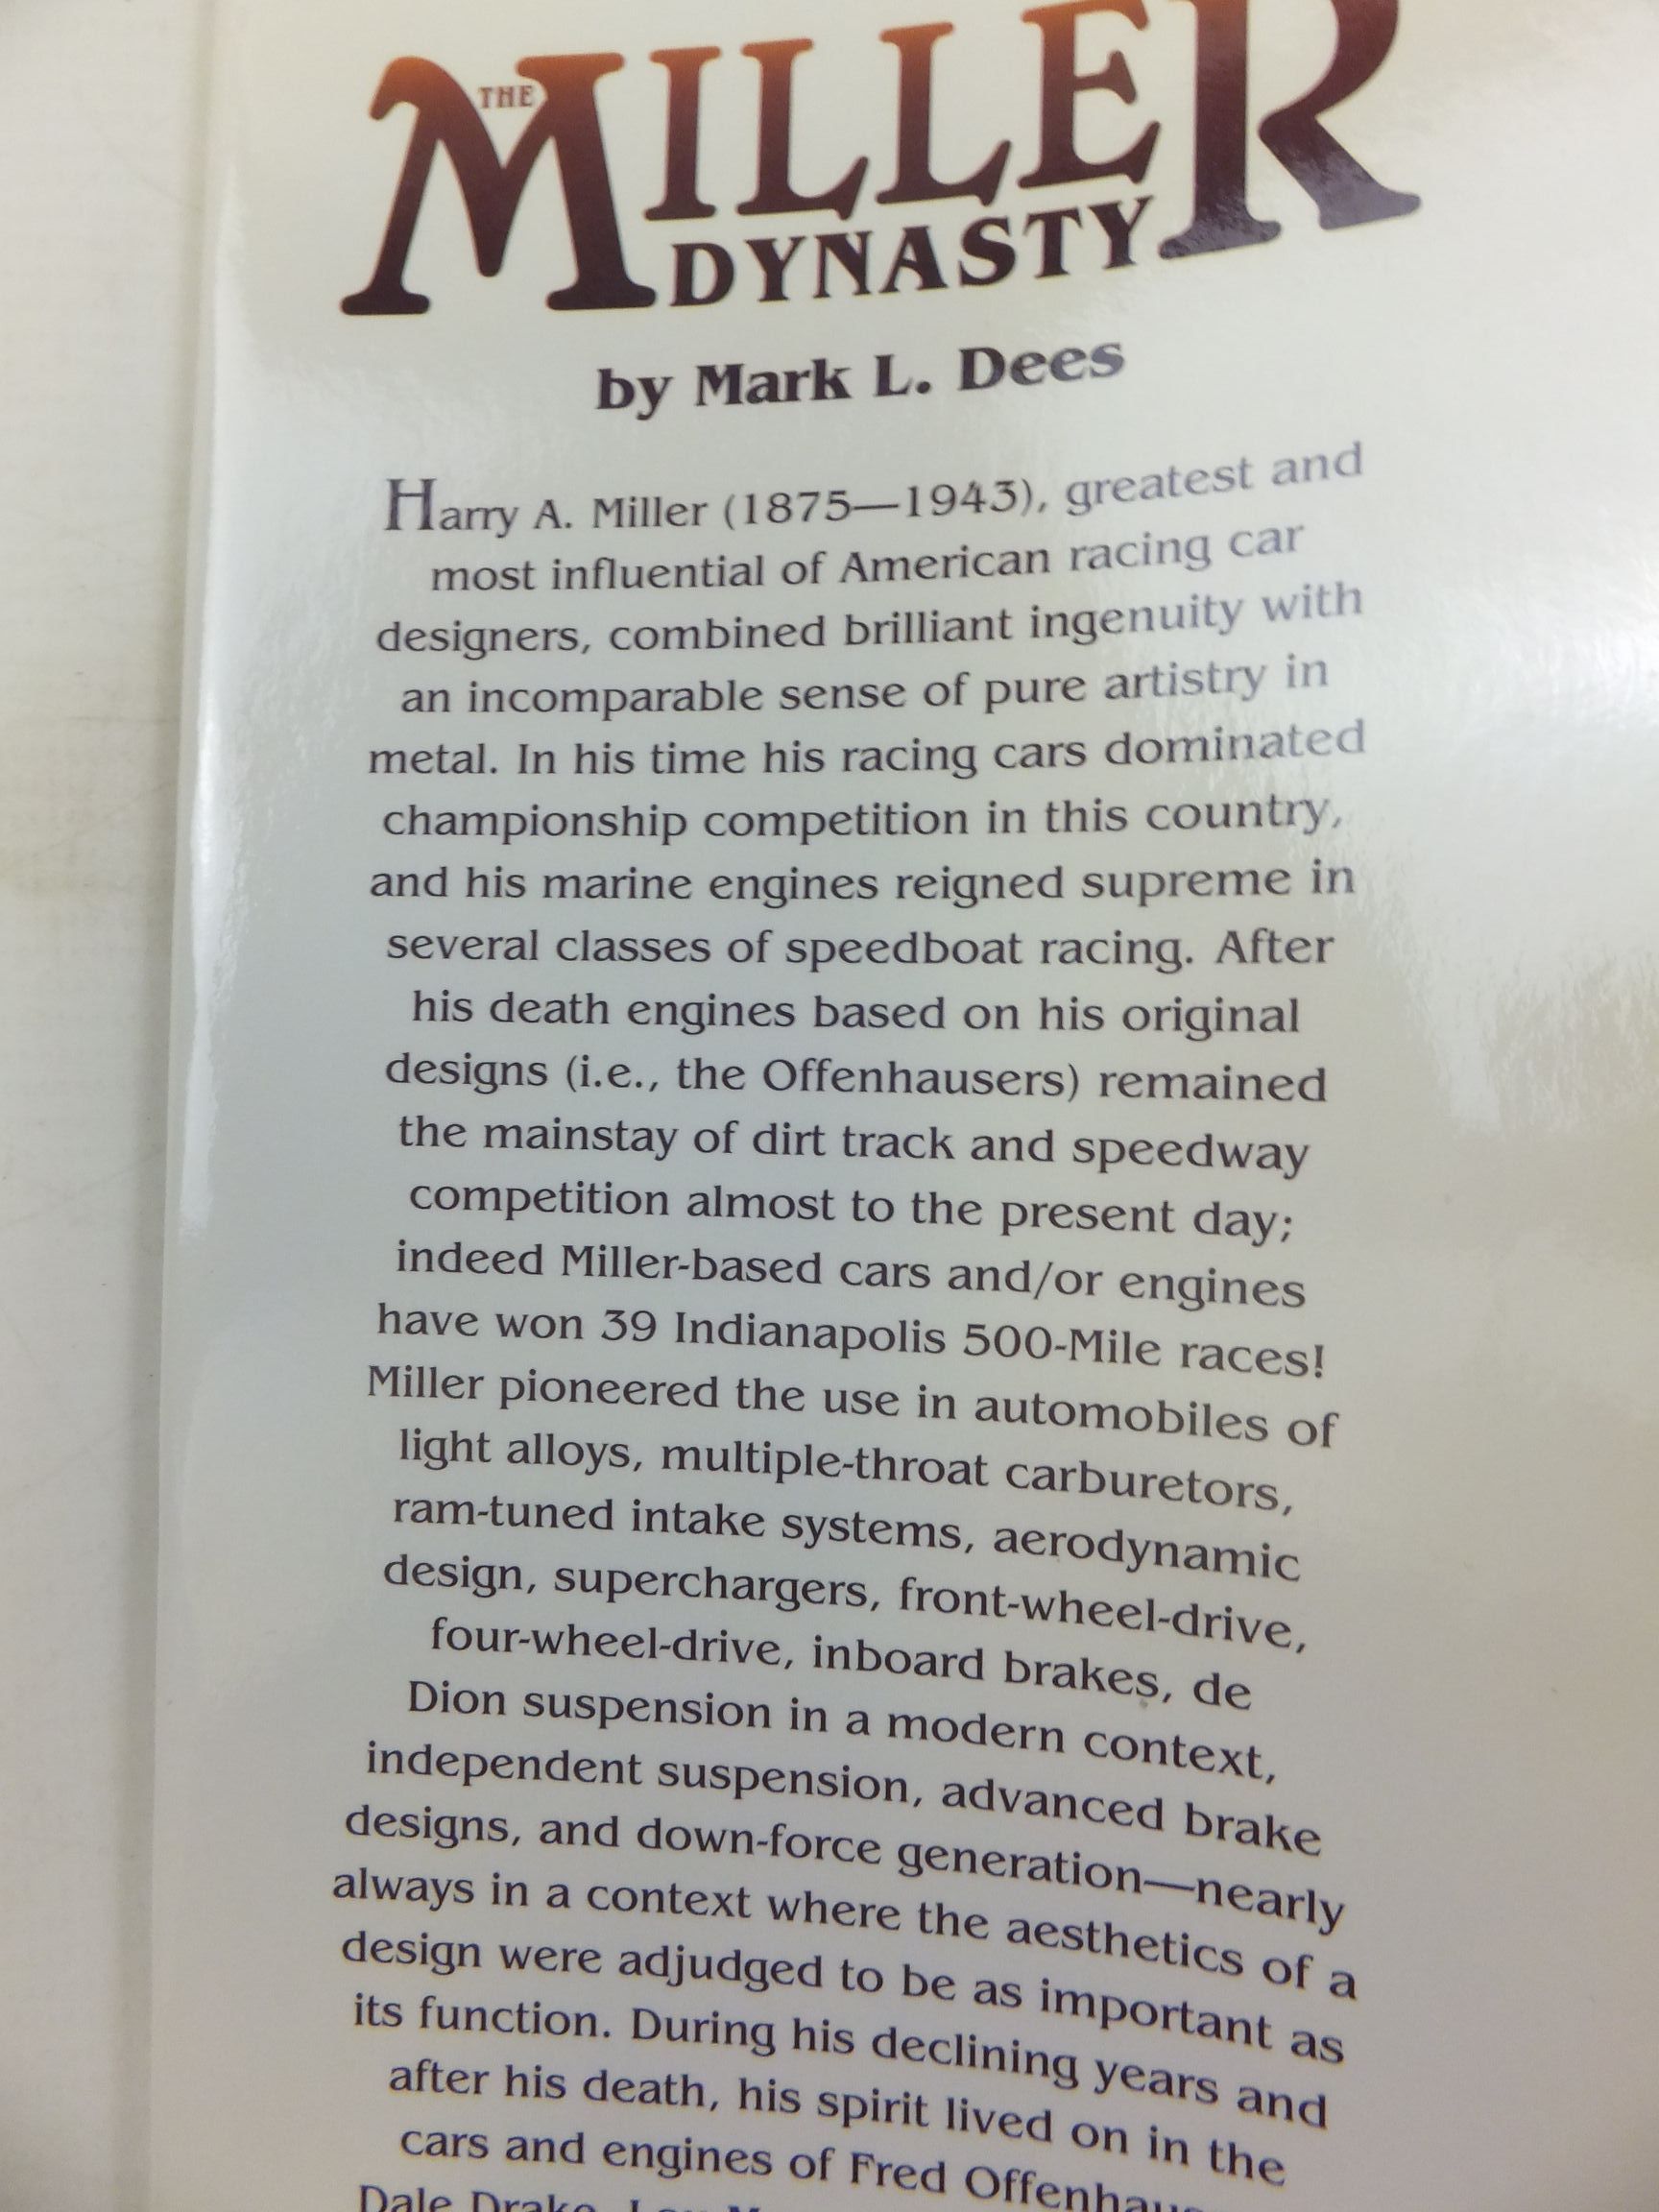 THE
MILLER
DYNASTY
by Mark L. Dees
Harry A. Miller (1875—1943), greatest and
most influential of American racing car
designers, combined brilliant ingenuity with
an incomparable sense of pure artistry in
metal. In his time his racing cars dominated
championship competition in this country,
and his marine engines reigned supreme in
several classes of speedboat racing. After
his death engines based on his original
designs (i.e., the Offenhausers) remained
the mainstay of dirt track and speedway
competition almost to the present day;
indeed Miller-based cars and/or engines
have won 39 Indianapolis 500-Mile races!
Miller pioneered the use in automobiles of
light alloys, multiple-throat carburetors,
ram-tuned intake systems, aerodynamic
design, superchargers, front-wheel-drive,
four-wheel-drive, inboard brakes, de
Dion suspension in a modern context,
independent suspension, advanced brake
designs, and down-force generation—nearly
always in a context where the aesthetics of a
design were adjudged to be as important as
its function. During his declining years and
after his death, his spirit lived on in the
cars and engines of Fred
Dale Drake,